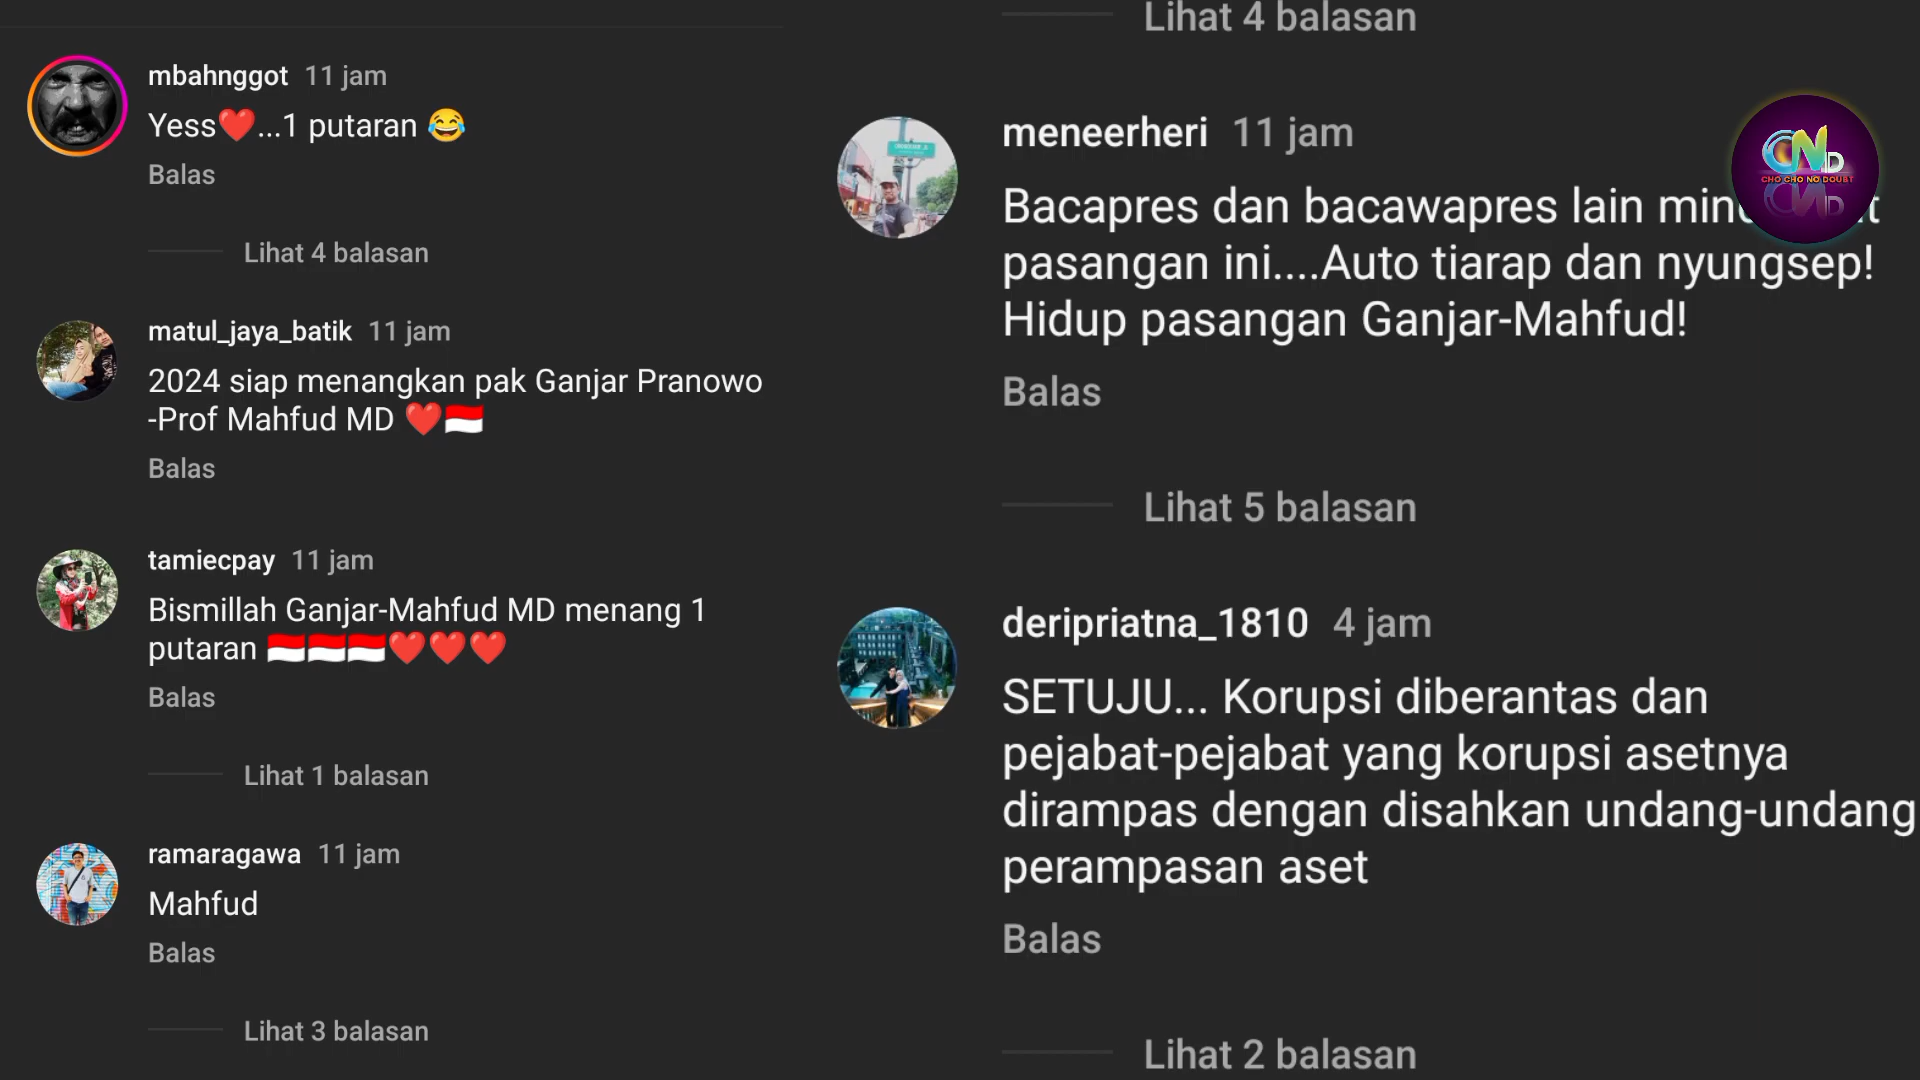 mbahnggot 11 jam
Yess❤️...1 putaran 😂
Balas
Lihat 4 balasan
matul_jaya_batik 11 jam
2024 siap menangkan pak Ganjar Pranowo
-Prof Mahfud MD ❤️🇮🇩
Balas
tamiecpay 11 jam
Bismillah Ganjar-Mahfud MD menang 1
putaran 🇮🇩🇮🇩🇮🇩❤️❤️❤️
Balas
Lihat 1 balasan
ramaragawa 11 jam
Mahfud
Balas
Lihat 3 balasan
Lihat 4 balasan
meneerheri 11 jam
Bacapres dan bacawapres lain
pasangan ini....Auto tiarap dan nyungsep!
Hidup pasangan Ganjar-Mahfud!
Balas
Lihat 5 balasan
deripriatna_1810 4 jam
SETUJU... Korupsi diberantas dan
pejabat-pejabat yang korupsi asetnya
dirampas dengan disahkan undang-undang
perampasan aset
Balas
Lihat 2 balasan
CND
CHO CHO NO DOUBT